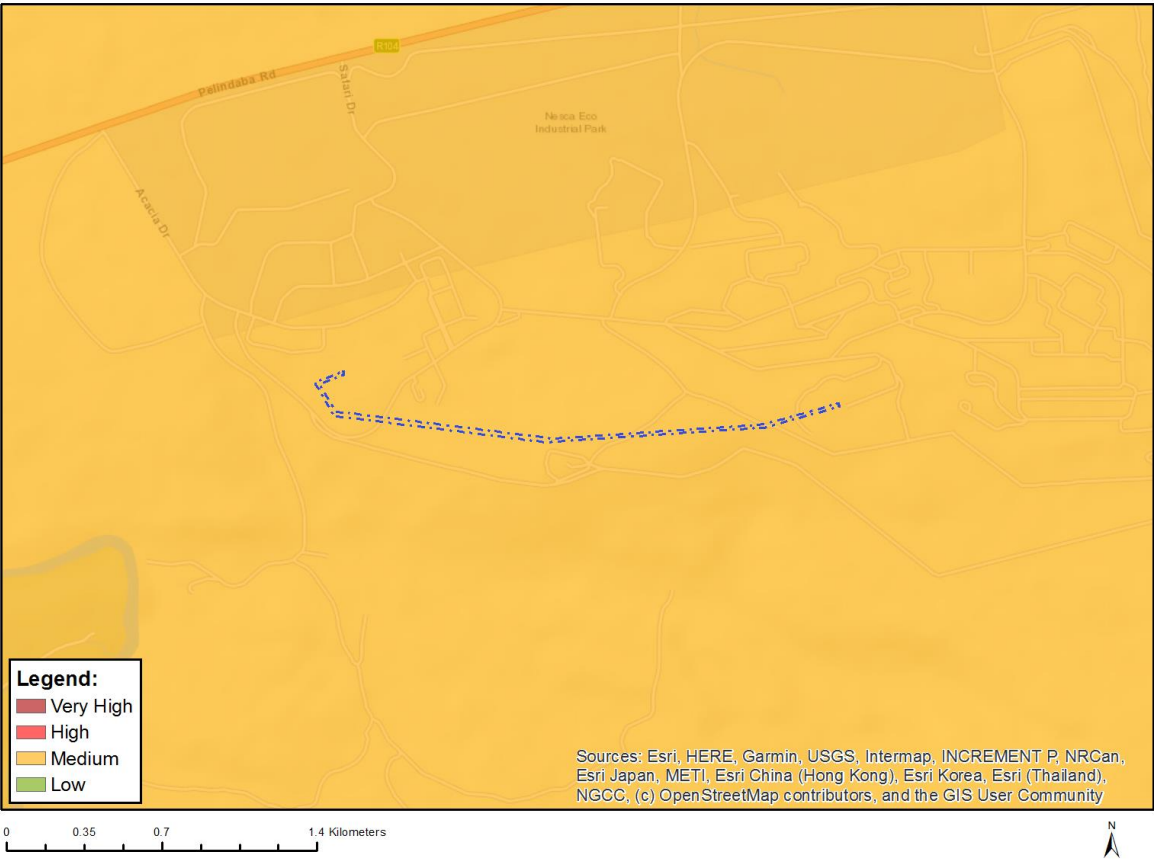 R104
Pelindaba Rd
Safari Dr
Necsa Eco
Industrial Park
Acacia Dr
Legend:
Very High
High
Medium
Low
Sources: Esri, HERE, Garmin, USGS, Intermap, INCREMENT P, NRCan,
Esri Japan, METI, Esri China (Hong Kong), Esri Korea, Esri (Thailand),
NGCC, (c) OpenStreetMap contributors, and the GIS User Community
0 0.35 0.7 1.4 Kilometers
N